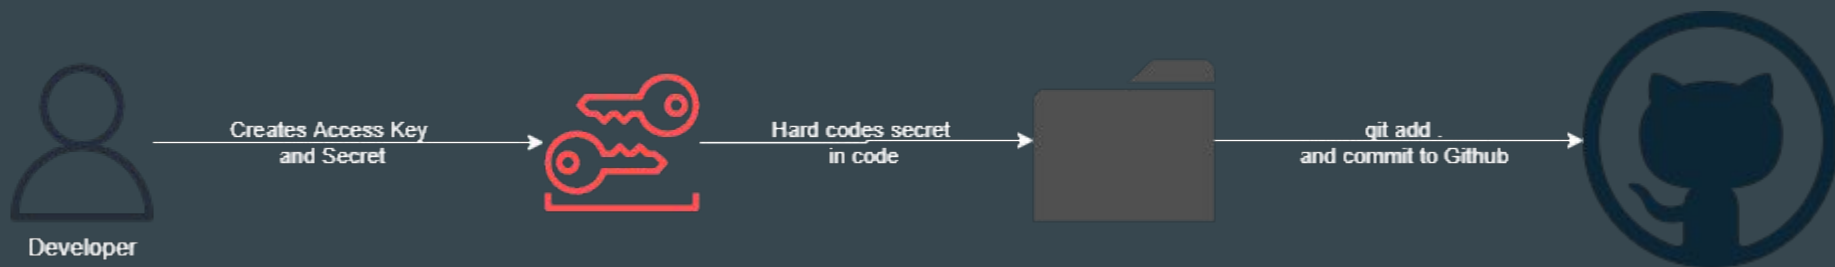 Creates Access Key
and Secret
Hard codes secret
in code
git add .
and commit to Github
Developer